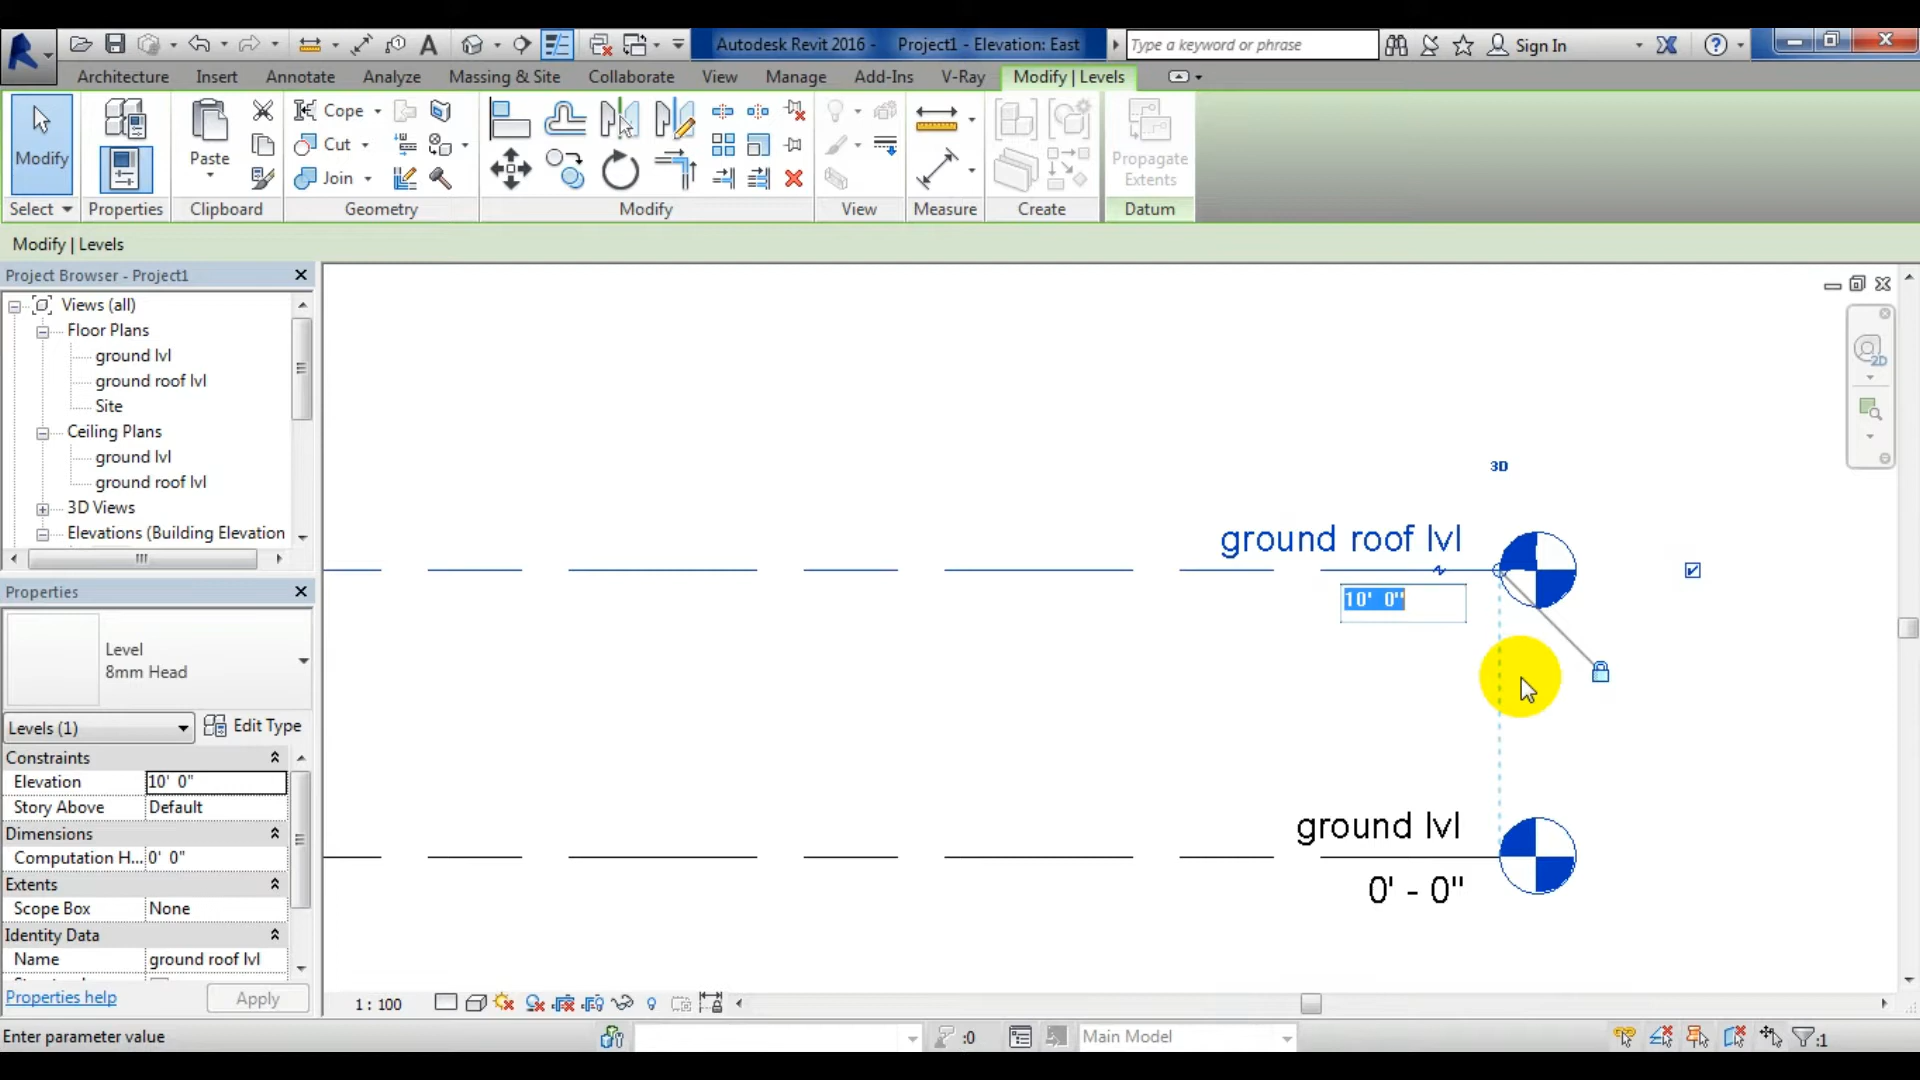 Autodesk Revit 2016 - Project1 - Elevation: East
Type a keyword or phrase
Sign In
Architecture Insert Annotate Analyze Massing & Site Collaborate View Manage Add-Ins V-Ray Modify | Levels
Modify
Paste
Cope
Cut
Join
Propagate
Extents
Select Properties Clipboard Geometry Modify View Measure Create Datum
Modify | Levels
Project Browser - Project1
Views (all)
Floor Plans
ground lvl
ground roof lvl
Site
Ceiling Plans
ground lvl
ground roof lvl
3D Views
Elevations (Building Elevation
Properties
Level
8mm Head
Levels (1)
Edit Type
Constraints
Elevation 10' 0"
Story Above Default
Dimensions
Computation H... 0' 0"
Extents
Scope Box None
Identity Data
Name ground roof lvl
Properties help
Apply
2D
3D
ground roof lvl
10' 0"
ground lvl
0' - 0"
1 : 100
Enter parameter value
:0
Main Model
:1